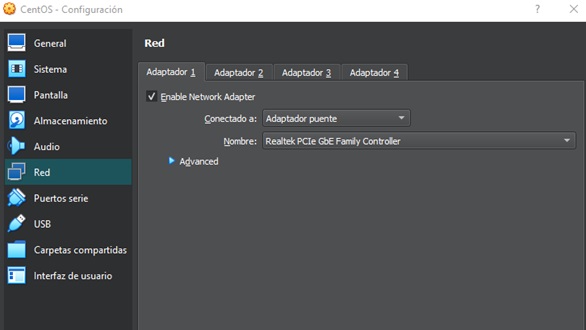 CentOS - Configuración
?
General
Sistema
Pantalla
Almacenamiento
Audio
Red
Puertos serie
USB
Carpetas compartidas
Interfaz de usuario
Red
Adaptador 1
Adaptador 2
Adaptador 3
Adaptador 4
Enable Network Adapter
Conectado a: Adaptador puente
Nombre: Realtek PCIe GbE Family Controller
Advanced